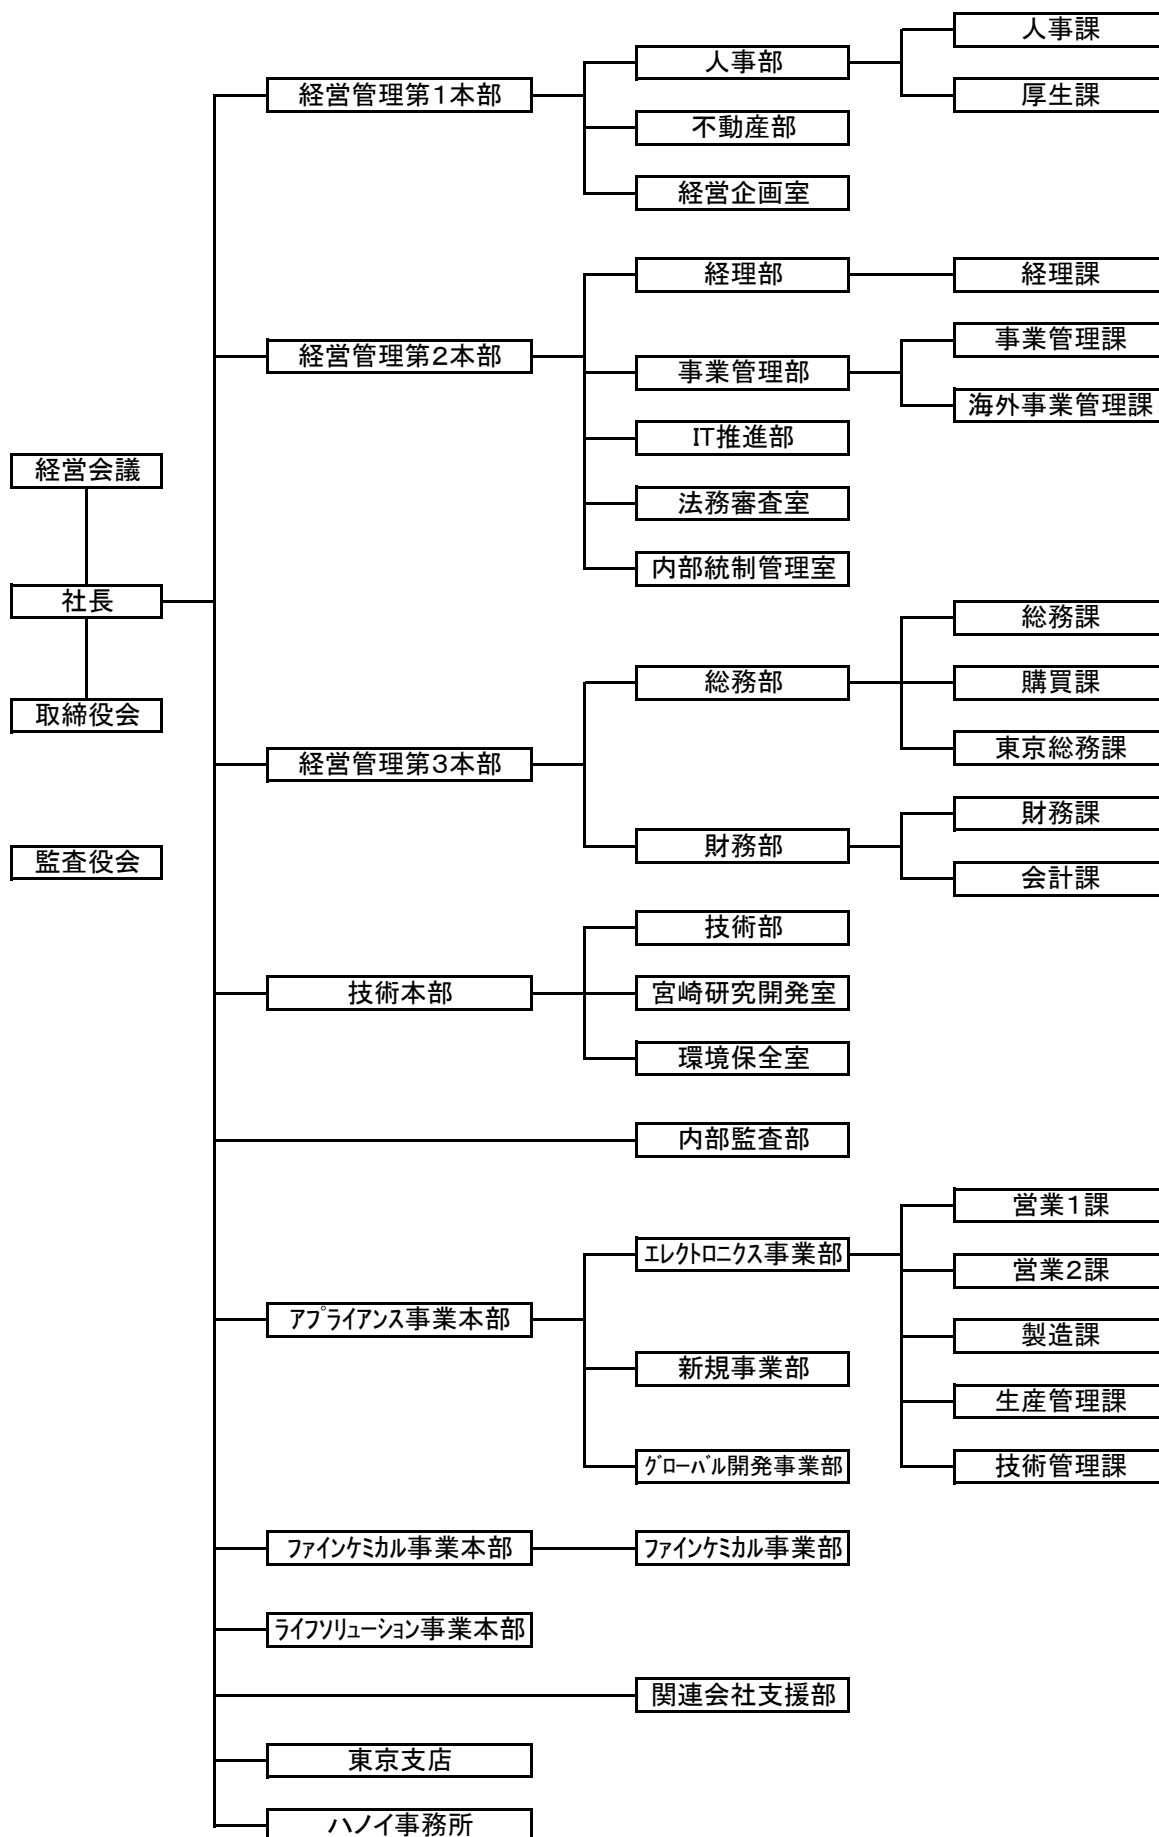 経営会議
社長
取締役会
監査役会
経営管理第1本部
人事部
人事課
厚生課
不動産部
経営企画室
経営管理第2本部
経理部
経理課
事業管理部
事業管理課
海外事業管理課
IT推進部
法務審査室
内部統制管理室
経営管理第3本部
総務部
総務課
購買課
東京総務課
財務部
財務課
会計課
技術本部
技術部
宮崎研究開発室
環境保全室
内部監査部
アプライアンス事業本部
エレクトロニクス事業部
営業1課
営業2課
製造課
生産管理課
技術管理課
新規事業部
グローバル開発事業部
ファインケミカル事業本部
ファインケミカル事業部
ライフソリューション事業本部
関連会社支援部
東京支店
ハノイ事務所